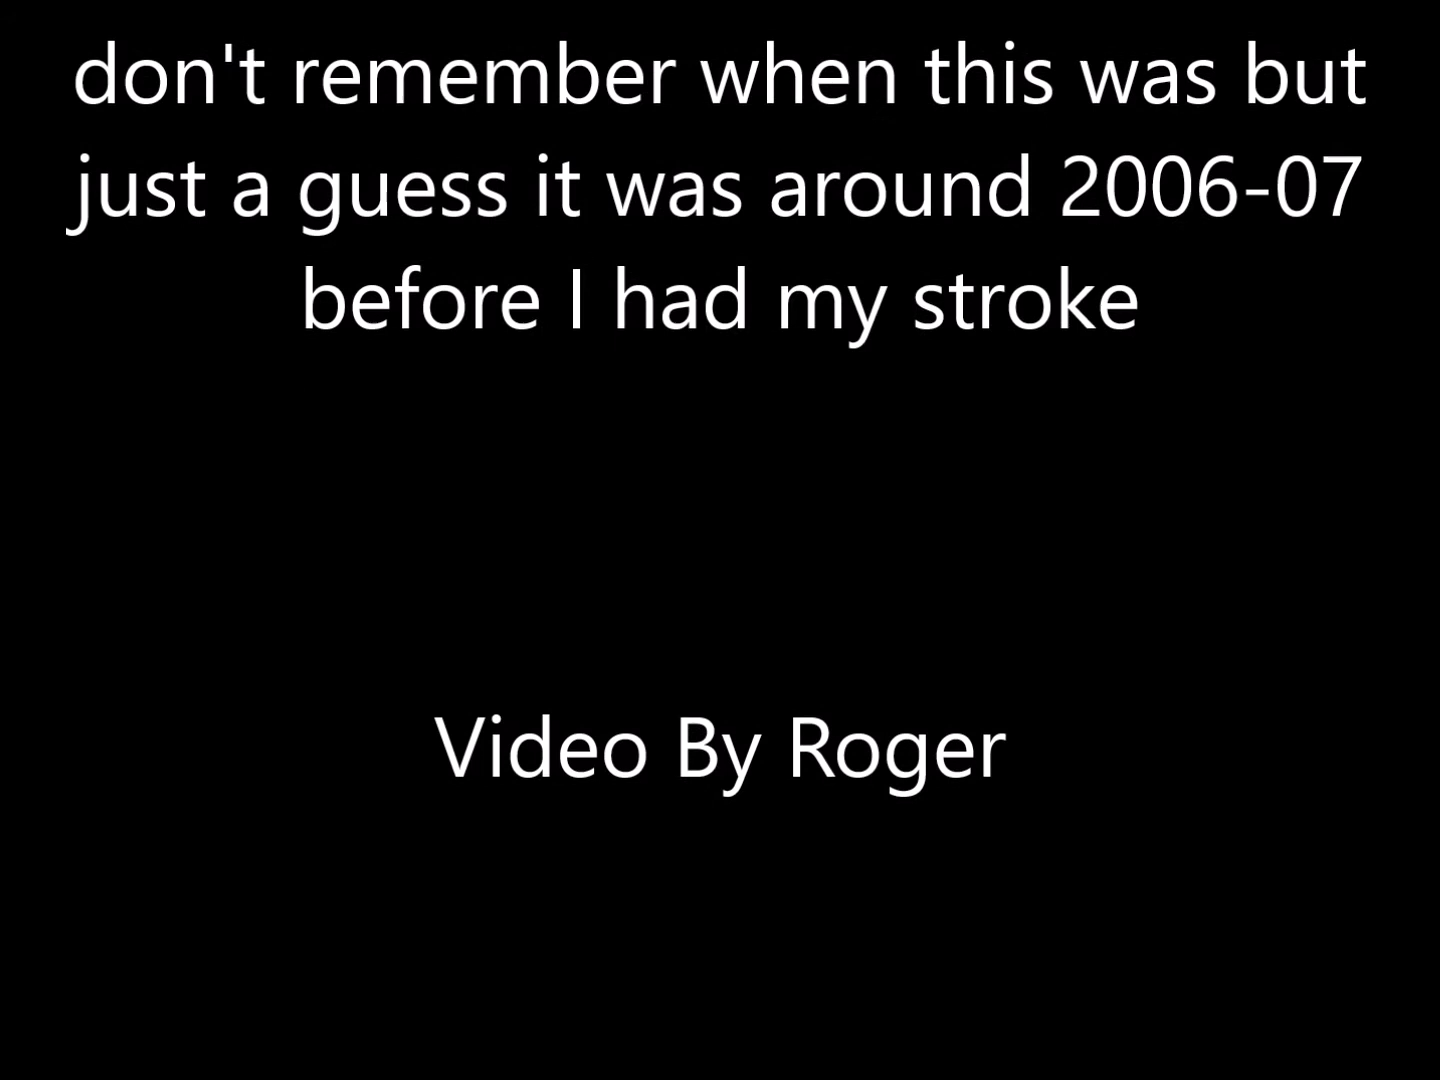 don't remember when this was but
just a guess it was around 2006-07
before I had my stroke
Video By Roger